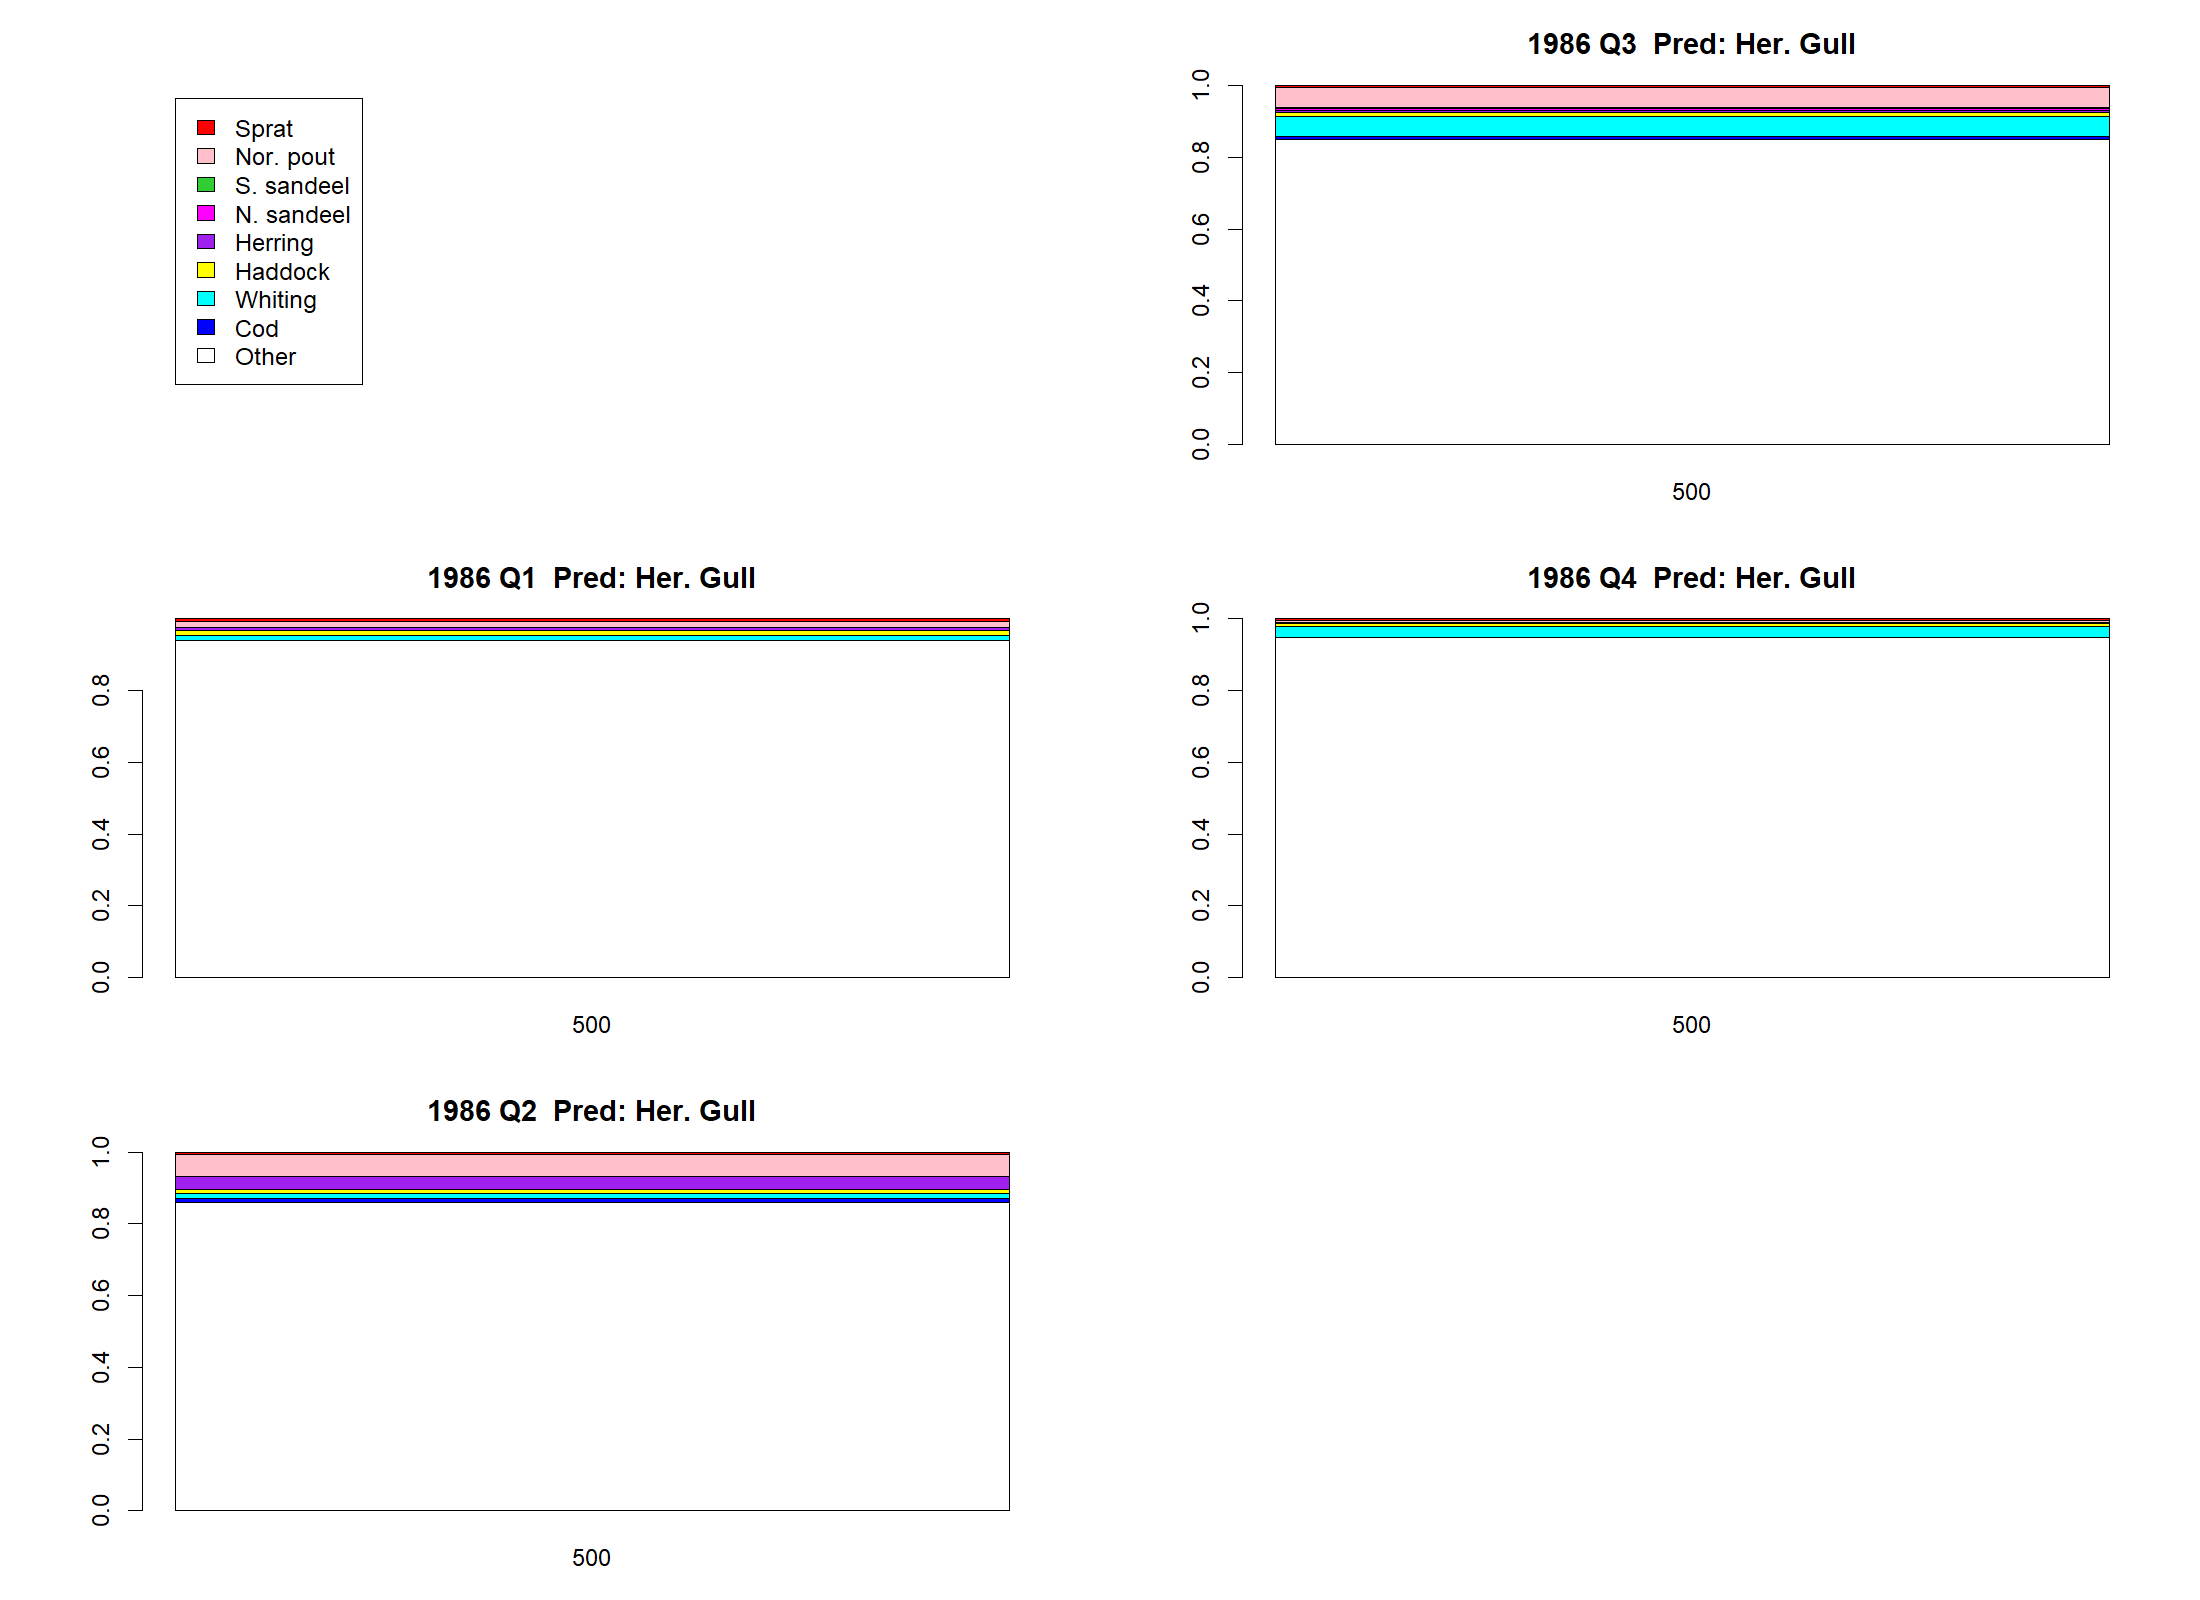 Sprat
Nor. pout
S. sandeel
N. sandeel
Herring
Haddock
Whiting
Cod
Other
1986 Q1  Pred: Her. Gull
0.8
0.6
0.4
0.2
0.0
500
1986 Q2  Pred: Her. Gull
1.0
0.8
0.6
0.4
0.2
0.0
500
1986 Q3  Pred: Her. Gull
1.0
0.8
0.6
0.4
0.2
0.0
500
1986 Q4  Pred: Her. Gull
1.0
0.8
0.6
0.4
0.2
0.0
500